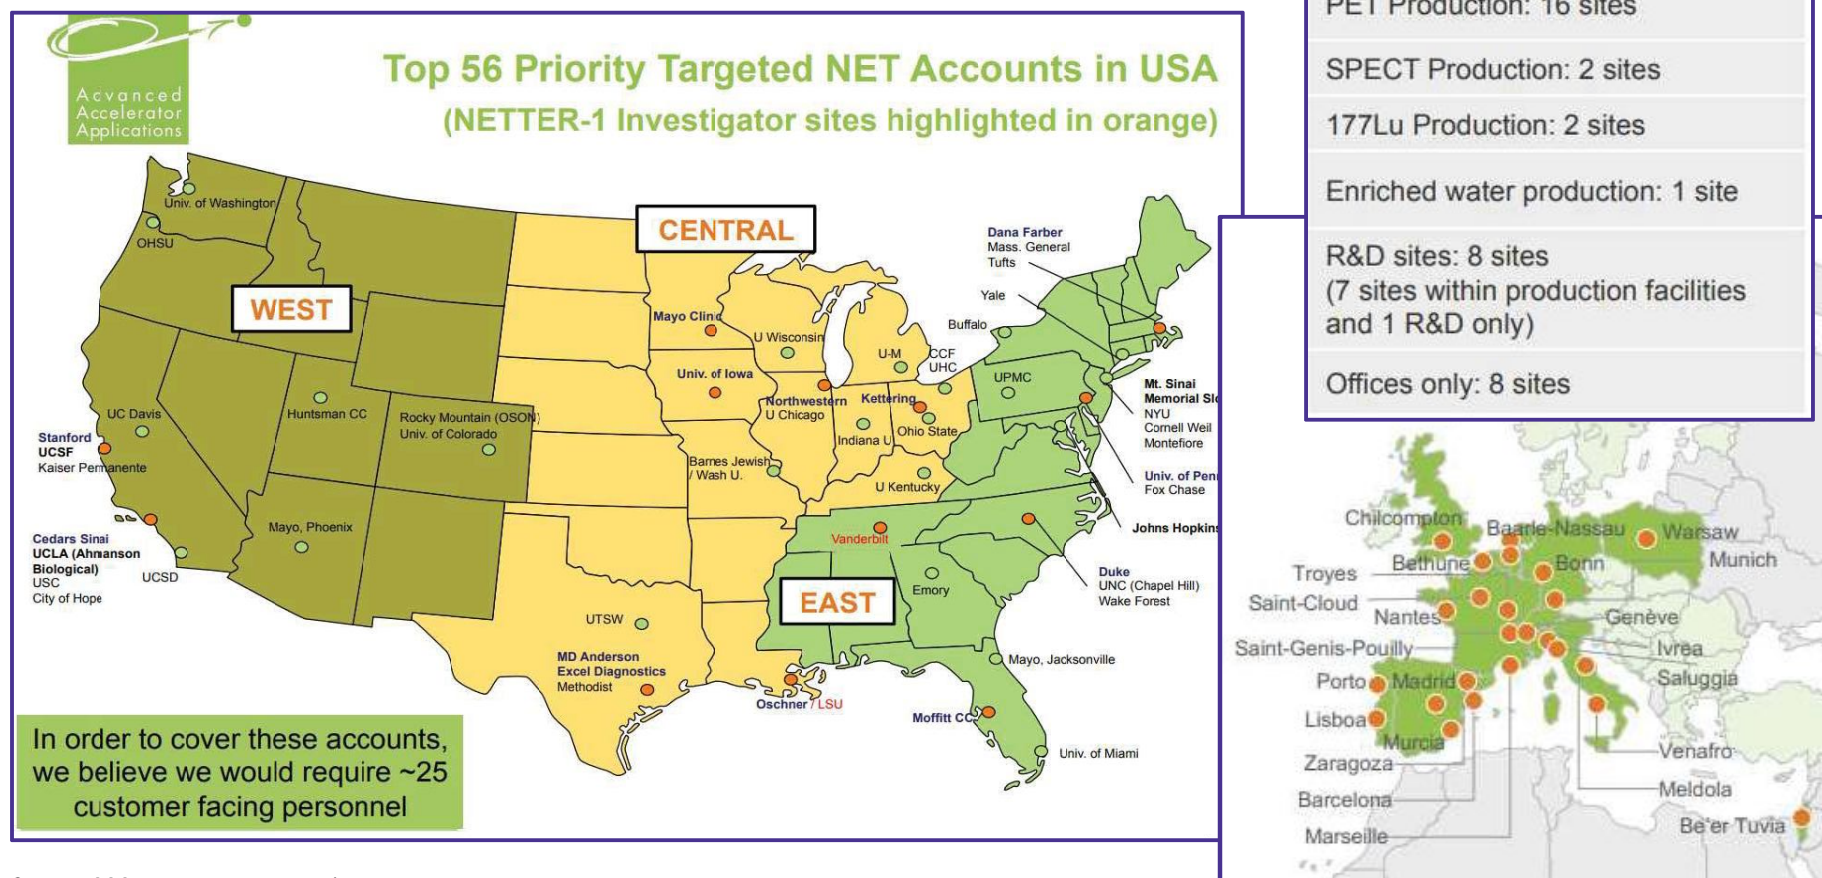 Acvanced
Accelerator
Applications
Top 56 Priority Targeted NET Accounts in USA
(NETTER-1 Investigator sites highlighted in orange)
WEST
CENTRAL
EAST
Univ. of Washington
OHSU
UC Davis
Stanford
UCSF
Kaiser Permanente
Huntsman CC
Rocky Mountain (OSON)
Univ. of Colorado
Cedars Sinai
UCLA (Ahmanson
Biological)
USC
City of Hope
UCSD
Mayo, Phoenix
Mayo Clinic
U Wisconsin
Univ. of Iowa
Northwestern
U Chicago
U-M
CCF
UHC
Kettering
Indiana U
Ohio State
Barnes Jewish
/ Wash U.
U Kentucky
UTSW
MD Anderson
Excel Diagnostics
Methodist
Oschner / LSU
Dana Farber
Mass. General
Tufts
Yale
Buffalo
UPMC
Mt. Sinai
Memorial
NYU
Cornell Weil
Montefiore
Univ. of
Fox Chase
Johns
Duke
UNC (Chapel Hill)
Wake Forest
Vanderbilt
Emory
Mayo, Jacksonville
Moffitt CC
Univ. of Miami
In order to cover these accounts,
we believe we would require ~25
customer facing personnel
PET Production: 16 sites
SPECT Production: 2 sites
177Lu Production: 2 sites
Enriched water production: 1 site
R&D sites: 8 sites
(7 sites within production facilities
and 1 R&D only)
Offices only: 8 sites
Chilcompton
Baarle-Nassau
Warsaw
Bethune
Bonn
Munich
Troyes
Saint-Cloud
Nantes
Genève
Saint-Genis-Pouilly
Ivrea
Porto
Madrid
Saluggia
Lisboa
Murcia
Venafro
Zaragoza
Meldola
Barcelona
Be'er Tuvia
Marseille